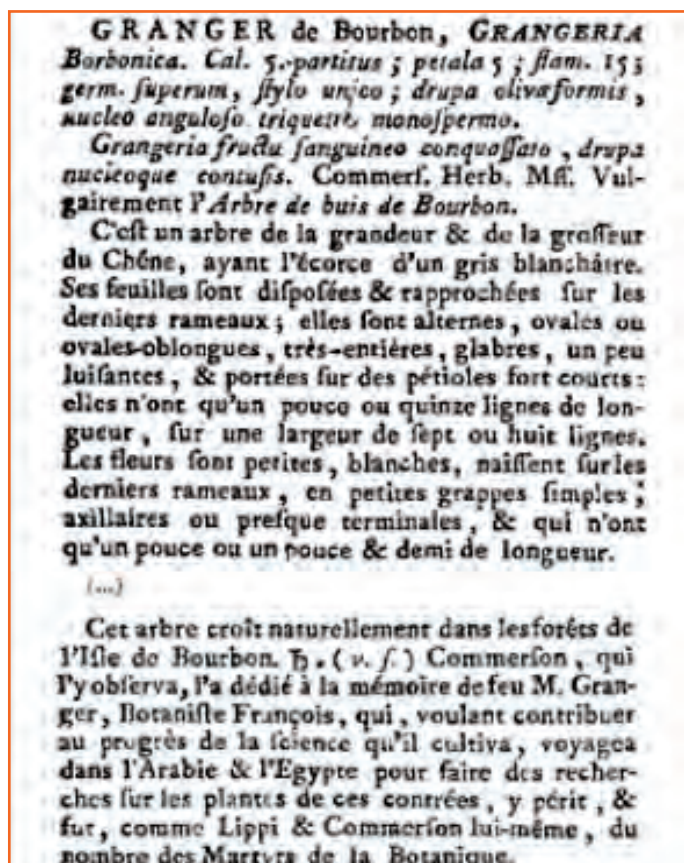 GRANGER de Bourbon, GRANGERIA
Borbonica. Cal. 5-partitus ; petala 5 ; stam. 15 ;
germ. superum, stylo unico ; drupa olivæformis ,
nucleo anguloso triquetro monospermo.
Grangeria fructu sanguineo conquassato , drupa
nucleoque contusis. Commerſ. Herb. Mſſ. Vul-
gairement l'Arbre de buis de Bourbon.
C'eſt un arbre de la grandeur & de la groſſeur
du Chêne, ayant l'écorce d'un gris blanchâtre.
Ses feuilles ſont diſpoſées & rapprochées ſur les
derniers rameaux ; elles ſont alternes , ovales ou
ovales-oblongues , très-entières, glabres, un peu
luiſantes , & portées ſur des pétioles fort courts :
elles n'ont qu'un pouce ou quinze lignes de lon-
gueur , ſur une largeur de ſept ou huit lignes.
Les fleurs ſont petites, blanches, naiſſent ſur les
derniers rameaux , en petites grappes ſimples ;
axillaires ou preſque terminales, & qui n'ont
qu'un pouce ou un pouce & demi de longueur.
(...)
Cet arbre croît naturellement dans les forêts de
l'Iſle de Bourbon. ♄. ( v. ſ. ) Commerſon , qui
l'y obſerva, l'a dédié à la mémoire de feu M. Gran-
ger, Botaniſte François, qui , voulant contribuer
au progrès de la ſcience qu'il cultiva, voyagea
dans l'Arabie & l'Egypte pour faire des recher-
ches ſur les plantes de ces contrées , y périt , &
fut, comme Lippi & Commerſon lui-même, du
nombre des Martyrs de la Botanique.